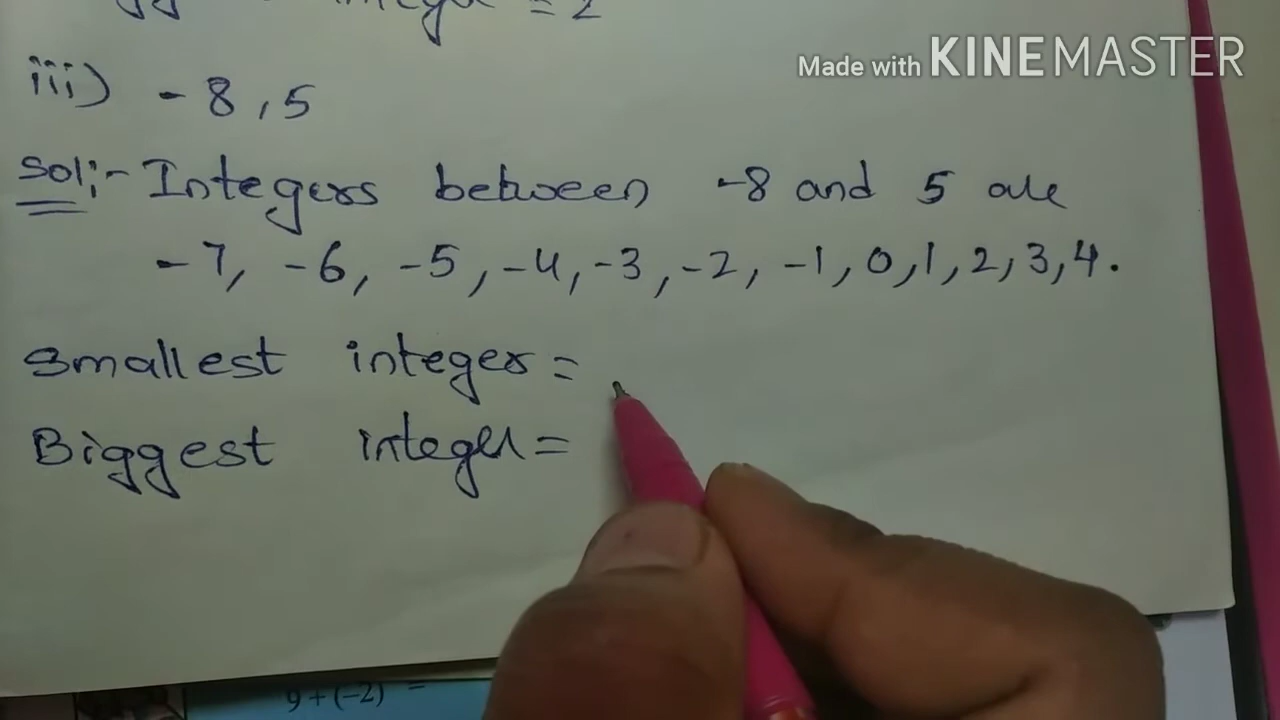 = 2
Made with KINEMASTER
iii) -8, 5
Sol:- Integers between -8 and 5 are
-7, -6, -5, -4, -3, -2, -1, 0, 1, 2, 3, 4.
Smallest integer =
Biggest integer =
9 + (-2) =